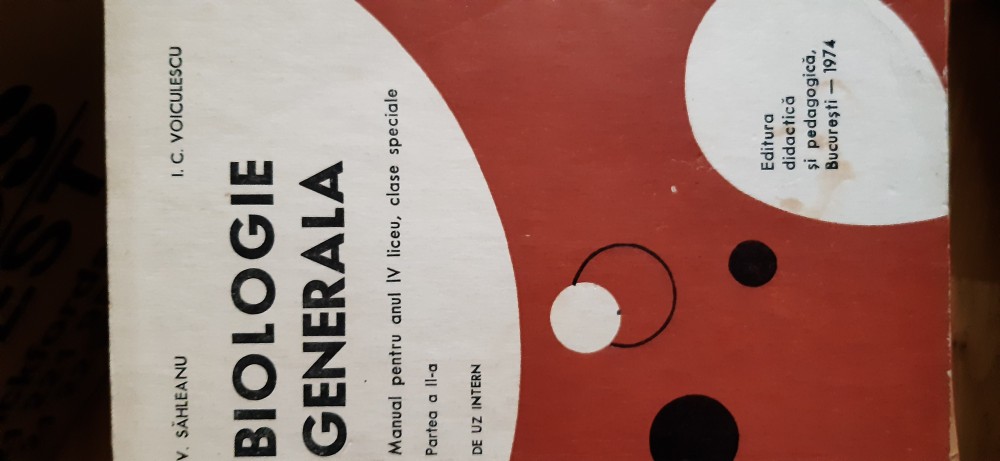 V. SĂHLEANU I. C. VOICULESCU
BIOLOGIE
GENERALA
Manual pentru anul IV liceu, clase speciale
Partea a II-a
DE UZ INTERN
Editura
didactică
și pedagogică,
București — 1974